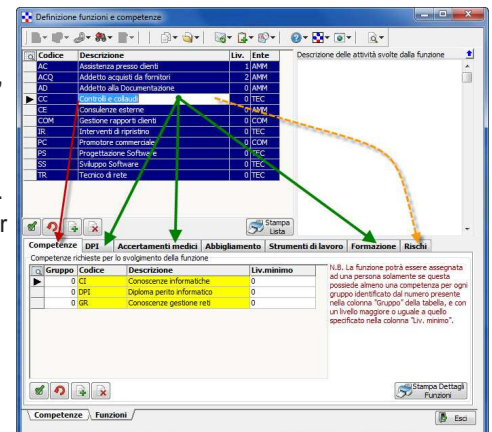 Definizione funzioni e competenze
Codice Descrizione Liv. Ente Descrizione delle attività svolte dalla funzione
AC Assistenza presso clienti 1 AMM
ACQ Addetto acquisti da fornitori 2 AMM
AD Addetto alla Documentazione 0 AMM
CC Controlli e collaudi 0 TEC
CE Consulenze esterne 0 AMM
COM Gestione rapporti clienti 0 COM
IR Interventi di ripristino 0 TEC
PC Promotore commerciale 0 COM
PS Progettazione Software 0 TEC
SS Sviluppo Software 0 TEC
TR Tecnico di rete 0 TEC
Stampa
Lista
Competenze DPI Accertamenti medici Abbigliamento Strumenti di lavoro Formazione Rischi
Competenze richieste per lo svolgimento della funzione
Gruppo Codice Descrizione Liv.minimo
0 CI Conoscenze informatiche 0
0 DPI Diploma perito informatico 0
0 GR Conoscenze gestione reti 0
N.B. La funzione potrà essere assegnata
ad una persona solamente se questa
possiede almeno una competenza per ogni
gruppo identificato dal numero presente
nella colonna "Gruppo" della tabella, e con
un livello maggiore o uguale a quello
specificato nella colonna "Liv. minimo".
Stampa Dettagli
Funzioni
Competenze Funzioni
Esci